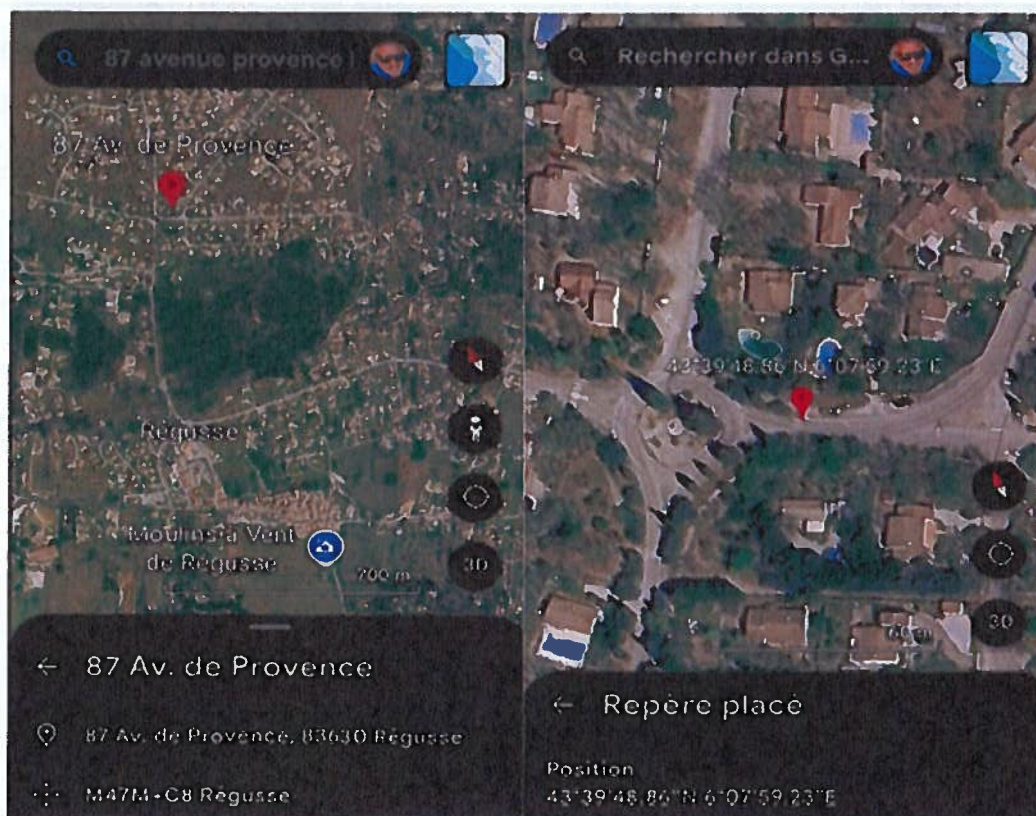 87 avenue provence
87 Av. de Provence
Régusse
Moulins à Vent
de Régusse
700 m
3D
87 Av. de Provence
87 Av. de Provence, 83630 Régusse
M47M+C8 Régusse
Rechercher dans G...
43°39'48.86"N 6°07'59.23"E
60 m
3D
Repère placé
Position
43°39'48.86"N 6°07'59.23"E